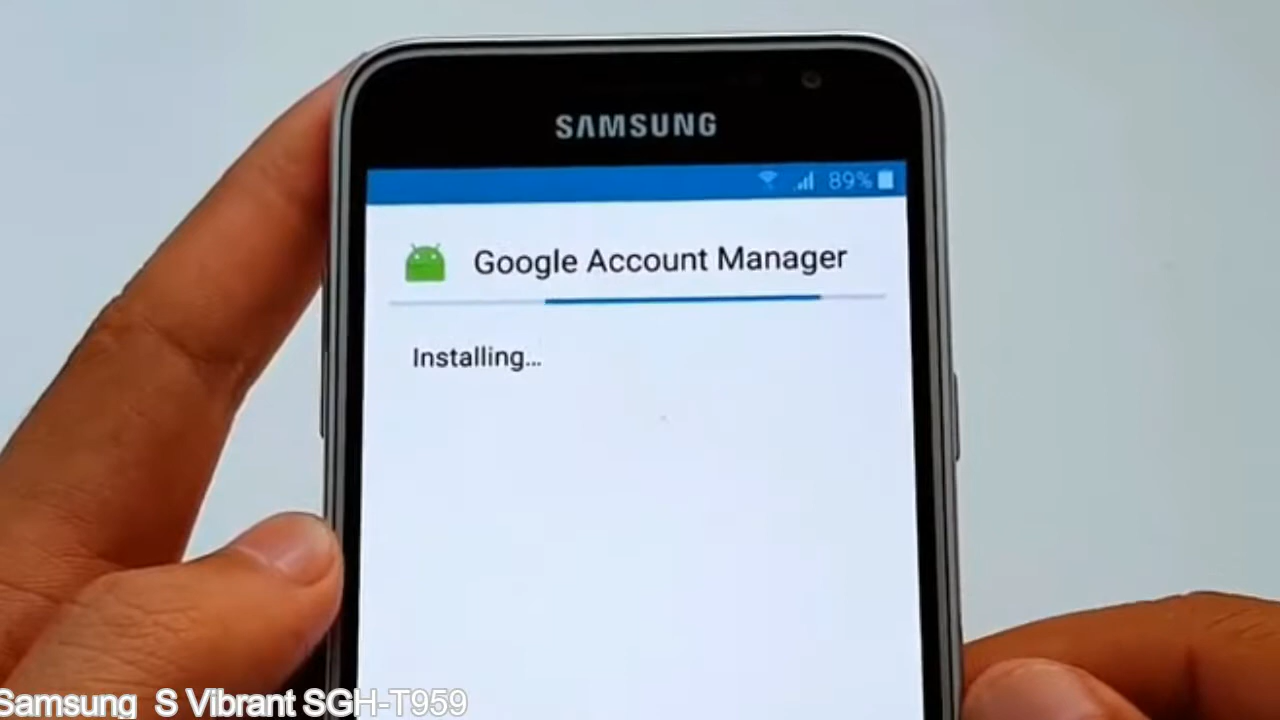 SAMSUNG
89%
Google Account Manager
Installing...
Samsung  S Vibrant SGH-T959